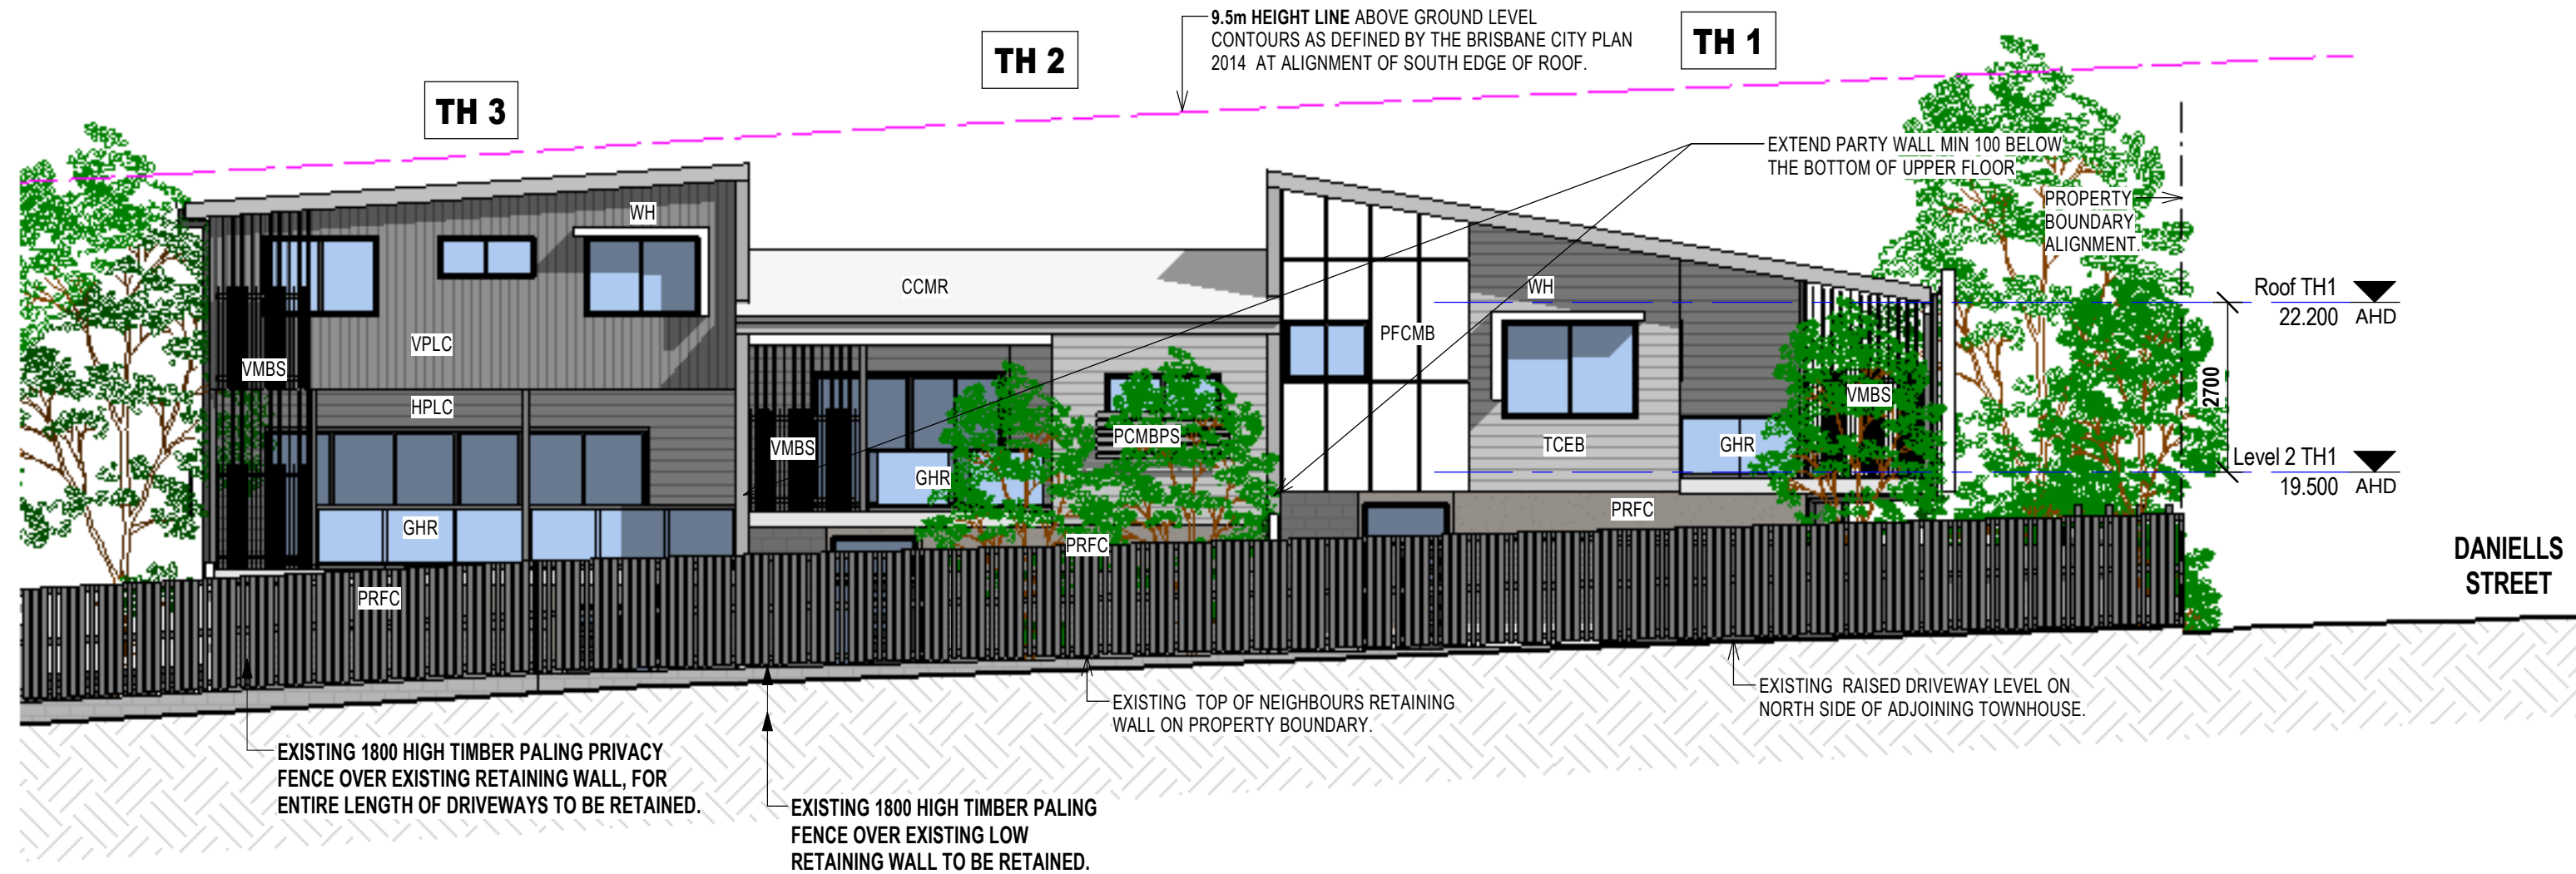 9.5m HEIGHT LINE ABOVE GROUND LEVEL
CONTOURS AS DEFINED BY THE BRISBANE CITY PLAN
2014 AT ALIGNMENT OF SOUTH EDGE OF ROOF.
TH 1
TH 2
TH 3
EXTEND PARTY WALL MIN 100 BELOW
THE BOTTOM OF UPPER FLOOR
PROPERTY
BOUNDARY
ALIGNMENT.
WH
CCMR
WH
Roof TH1
22.200 AHD
VPLC
PFCMB
VMBS
VMBS
2700
HPLC
VMBS
PCMBPS
TCEB
GHR
GHR
Level 2 TH1
19.500 AHD
GHR
PRFC
PRFC
PRFC
DANIELLS
STREET
EXISTING TOP OF NEIGHBOURS RETAINING
WALL ON PROPERTY BOUNDARY.
EXISTING RAISED DRIVEWAY LEVEL ON
NORTH SIDE OF ADJOINING TOWNHOUSE.
EXISTING 1800 HIGH TIMBER PALING PRIVACY
FENCE OVER EXISTING RETAINING WALL, FOR
ENTIRE LENGTH OF DRIVEWAYS TO BE RETAINED.
EXISTING 1800 HIGH TIMBER PALING
FENCE OVER EXISTING LOW
RETAINING WALL TO BE RETAINED.